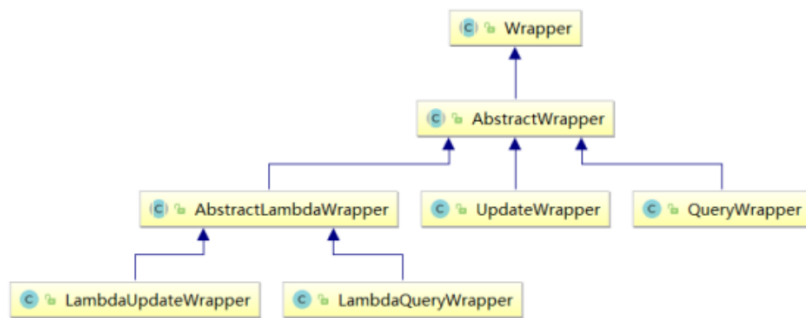 Wrapper
AbstractWrapper
AbstractLambdaWrapper
UpdateWrapper
QueryWrapper
LambdaUpdateWrapper
LambdaQueryWrapper